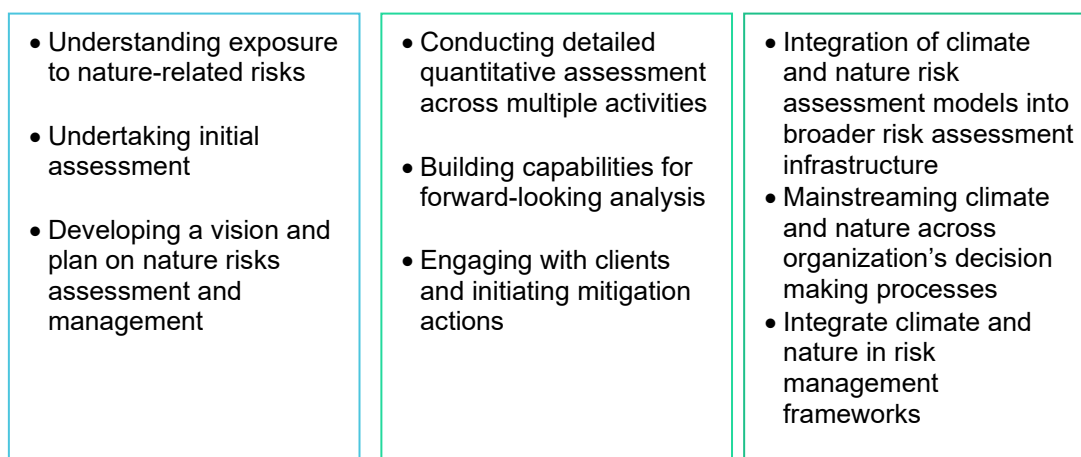 • Understanding exposure
to nature-related risks
• Undertaking initial
assessment
• Developing a vision and
plan on nature risks
assessment and
management
• Conducting detailed
quantitative assessment
across multiple activities
• Building capabilities for
forward-looking analysis
• Engaging with clients
and initiating mitigation
actions
• Integration of climate
and nature risk
assessment models into
broader risk assessment
infrastructure
• Mainstreaming climate
and nature across
organization’s decision
making processes
• Integrate climate and
nature in risk
management
frameworks